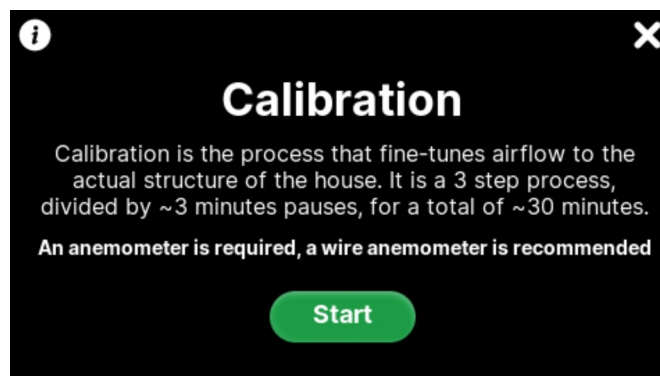 Calibration
Calibration is the process that fine-tunes airflow to the
actual structure of the house. It is a 3 step process,
divided by ~3 minutes pauses, for a total of ~30 minutes.
An anemometer is required, a wire anemometer is recommended
Start